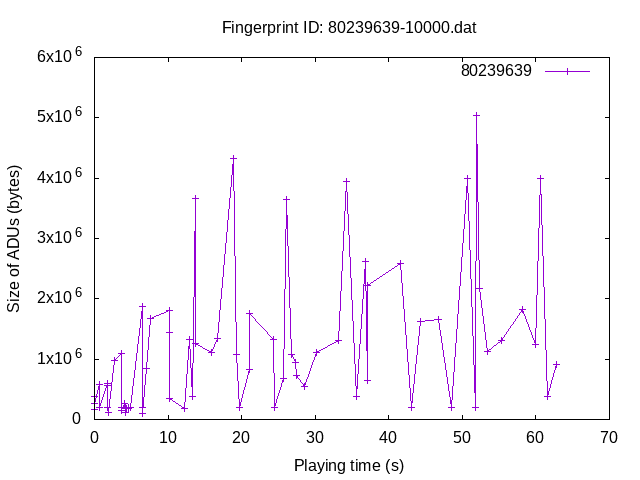 Fingerprint ID: 80239639-10000.dat
80239639
6x10^6
5x10^6
4x10^6
3x10^6
2x10^6
1x10^6
0
Size of ADUs (bytes)
0 10 20 30 40 50 60 70
Playing time (s)